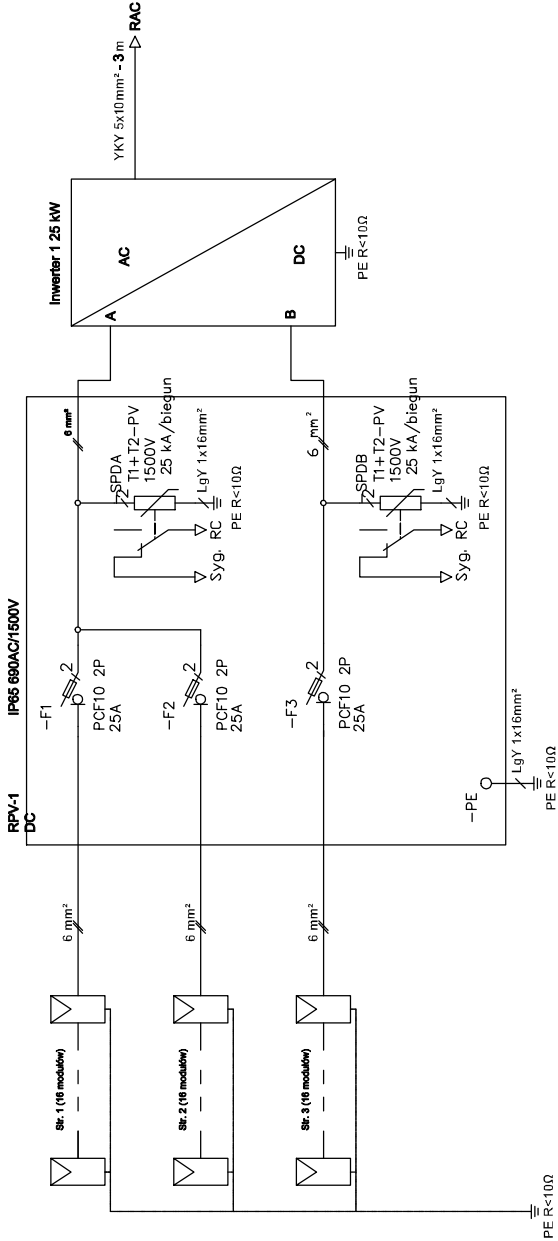 RPV-1
DC
IP65 690AC/1500V
Inwerter 1 25 kW
YKY 5x10mm² - 3m
RAC
AC
DC
A
B
PE R<10Ω
Str. 1 (16 modułów)
6 mm²
-F1
2
PCF10 2P
25A
SPDA
2
T1+T2-PV
1500V
25 kA/biegun
LgY 1x16mm²
PE R<10Ω
Syg.
RC
6 mm²
Str. 2 (16 modułów)
6 mm²
-F2
2
PCF10 2P
25A
Str. 3 (16 modułów)
6 mm²
-F3
2
PCF10 2P
25A
SPDB
2
T1+T2-PV
1500V
25 kA/biegun
LgY 1x16mm²
PE R<10Ω
Syg.
RC
6 mm²
-PE
LgY 1x16mm²
PE R<10Ω
PE R<10Ω